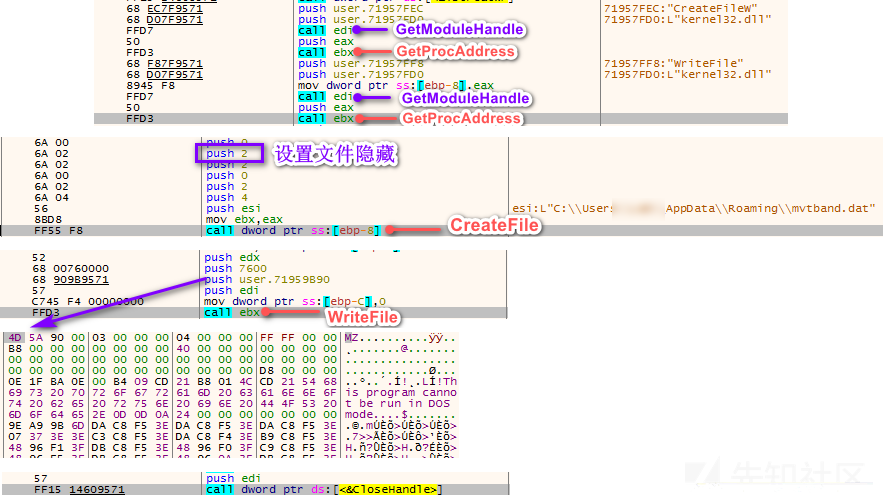 68 EC7F9571 push user.71957FEC 71957FEC:"CreateFileW"
68 D07F9571 push user.71957FD0 71957FD0:L"kernel32.dll"
FFD7 call edi GetModuleHandle
50 push eax
FFD3 call ebx GetProcAddress
68 F87F9571 push user.71957FF8 71957FF8:"WriteFile"
68 D07F9571 push user.71957FD0 71957FD0:L"kernel32.dll"
8945 F8 mov dword ptr ss:[ebp-8],eax
FFD7 call edi GetModuleHandle
50 push eax
FFD3 call ebx GetProcAddress
6A 00 push 0
6A 02 push 2 设置文件隐藏
6A 02 push 2
6A 00 push 0
6A 02 push 2
6A 04 push 4
56 push esi esi:L"C:\\Users AppData\\Roaming\\mvtband.dat"
8BD8 mov ebx,eax
FF55 F8 call dword ptr ss:[ebp-8] CreateFile
52 push edx
68 00760000 push 7600
68 909B9571 push user.71959B90
57 push edi
C745 F4 00000000 mov dword ptr ss:[ebp-C],0
FFD3 call ebx WriteFile
4D 5A 90 00 03 00 00 00 04 00 00 00 FF FF 00 00 MZ..........ÿÿ..
B8 00 00 00 00 00 00 00 40 00 00 00 00 00 00 00 ¸.......@.......
00 00 00 00 00 00 00 00 00 00 00 00 00 00 00 00 ................
00 00 00 00 00 00 00 00 00 00 00 00 D8 00 00 00 ............Ø...
0E 1F BA 0E 00 B4 09 CD 21 B8 01 4C CD 21 54 68 ..º..´.Í!¸.LÍ!Th
69 73 20 70 72 6F 67 72 61 6D 20 63 61 6E 6E 6F is program canno
74 20 62 65 20 72 75 6E 20 69 6E 20 44 4F 53 20 t be run in DOS
6D 6F 64 65 2E 0D 0D 0A 24 00 00 00 00 00 00 00 mode....$.......
9E A9 9B 6D DA C8 F5 3E DA C8 F5 3E DA C8 F5 3E .©.mÚÈõ>ÚÈõ>ÚÈõ>
07 37 3E 3E C3 C8 F5 3E DA C8 F4 3E B9 C8 F5 3E .7>>ÃÈõ>ÚÈô>¹Èõ>
48 96 F1 3F DB C8 F5 3E 48 96 F0 3F C9 C8 F5 3E H.ñ?ÛÈõ>H.ð?ÉÈõ>
57 push edi
FF15 14609571 call dword ptr ds:[<&CloseHandle>]
先知社区